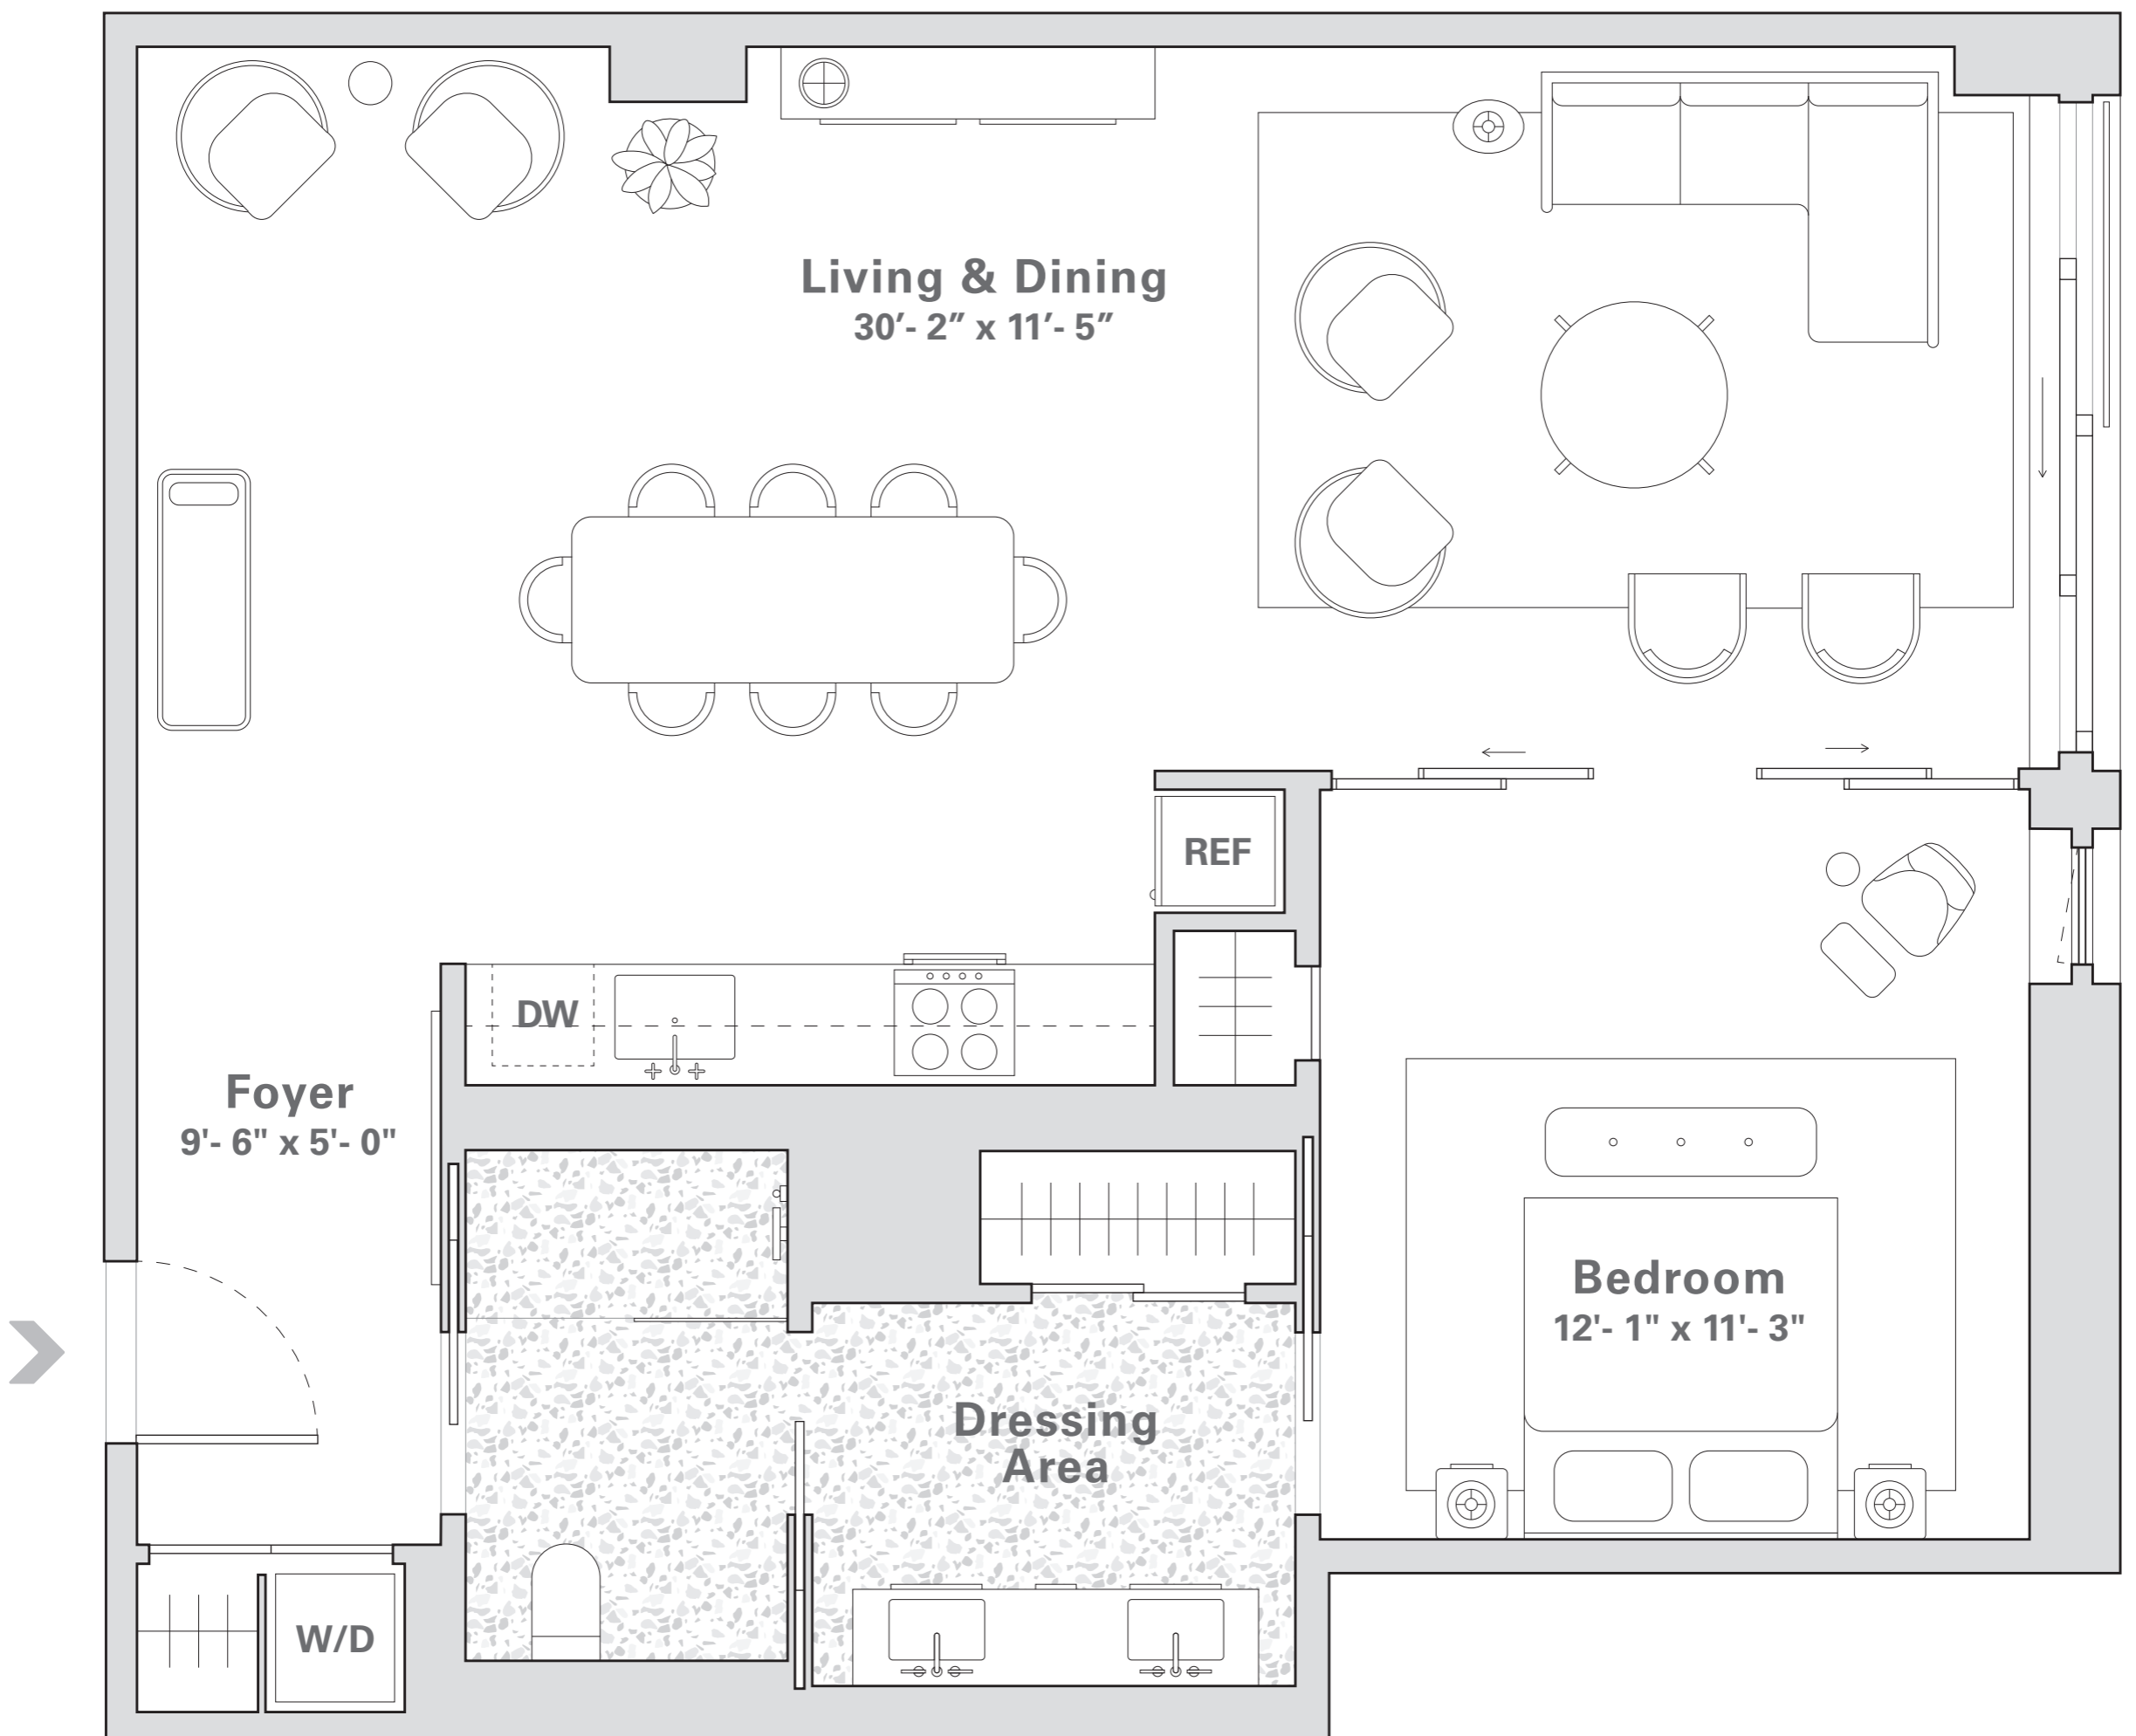 Living & Dining
30′- 2″ x 11′- 5″
REF
DW
Foyer
9'- 6" x 5'- 0"
Bedroom
12'- 1" x 11'- 3"
Dressing
Area
W/D